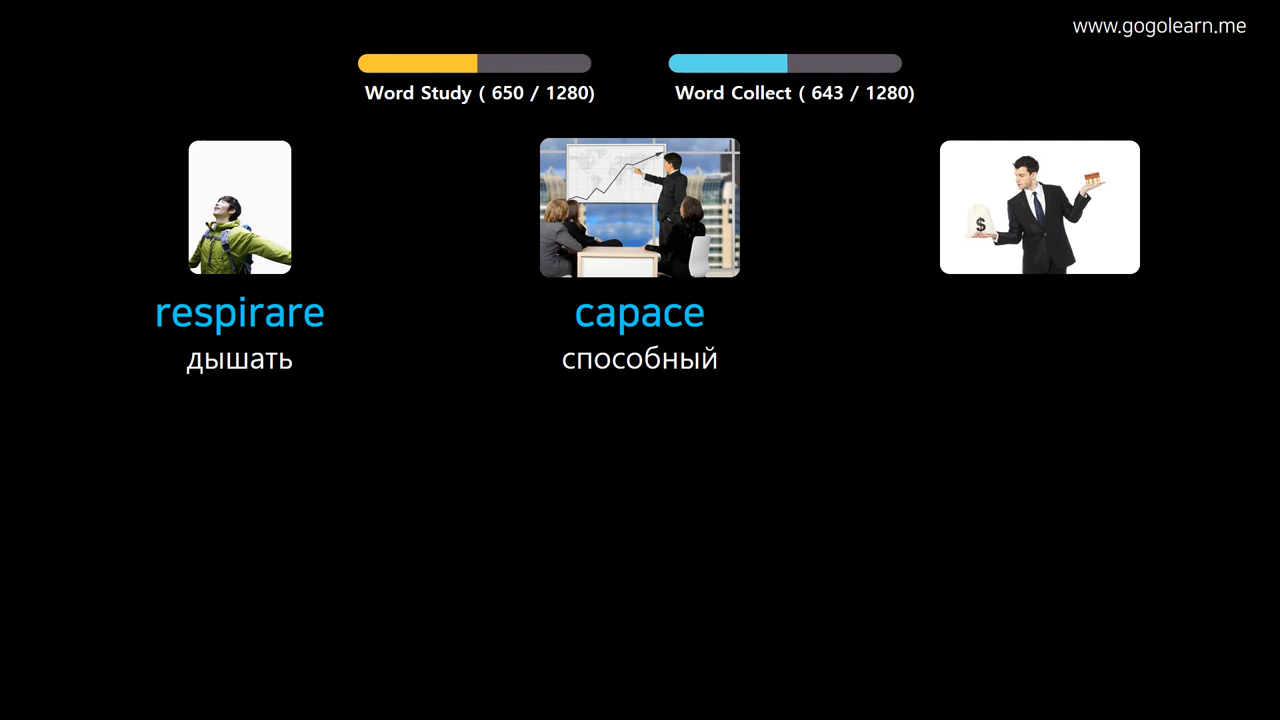 www.gogolearn.me
Word Study ( 650 / 1280)
Word Collect ( 643 / 1280)
$
respirare
capace
дышать
способный